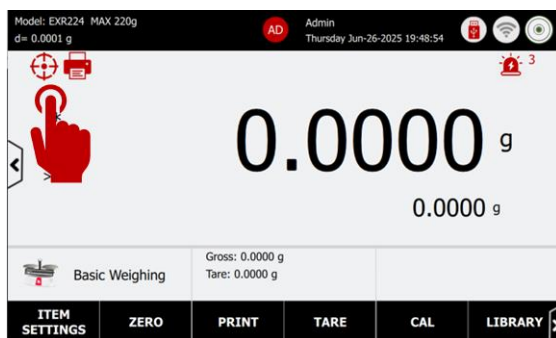 Model: EXR224 MAX 220g
d= 0.0001 g
AD
Admin
Thursday Jun-26-2025 19:48:54
3
0.0000 g
0.0000 g
Basic Weighing
Gross: 0.0000 g
Tare: 0.0000 g
ITEM SETTINGS
ZERO
PRINT
TARE
CAL
LIBRARY